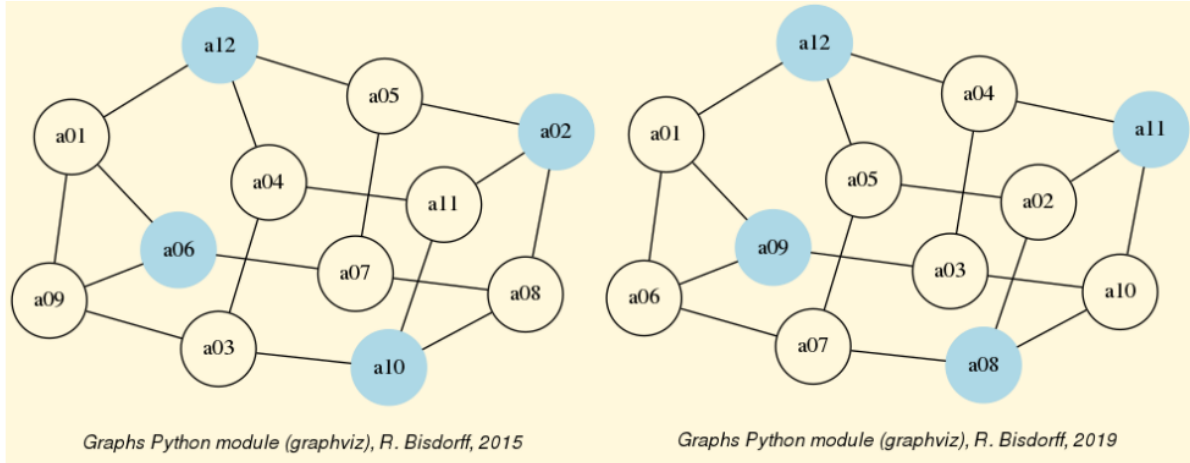 a12
a05
a02
a01
a04
a11
a06
a07
a09
a08
a03
a10
Graphs Python module (graphviz), R. Bisdorff, 2015
a12
a04
a11
a01
a05
a02
a09
a03
a06
a10
a07
a08
Graphs Python module (graphviz), R. Bisdorff, 2019